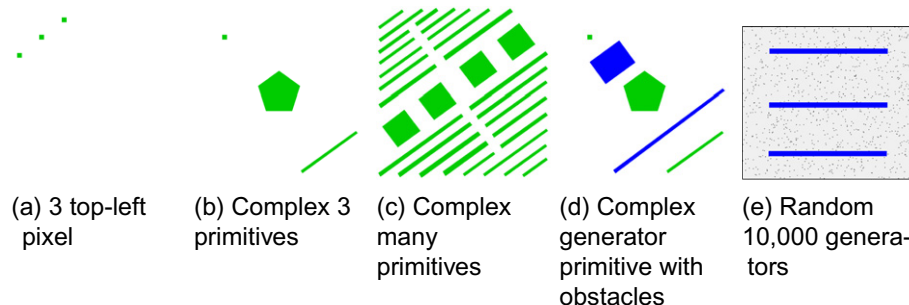 (a) 3 top-left
pixel
(b) Complex 3
primitives
(c) Complex
many
primitives
(d) Complex
generator
primitive with
obstacles
(e) Random
10,000 genera-
tors